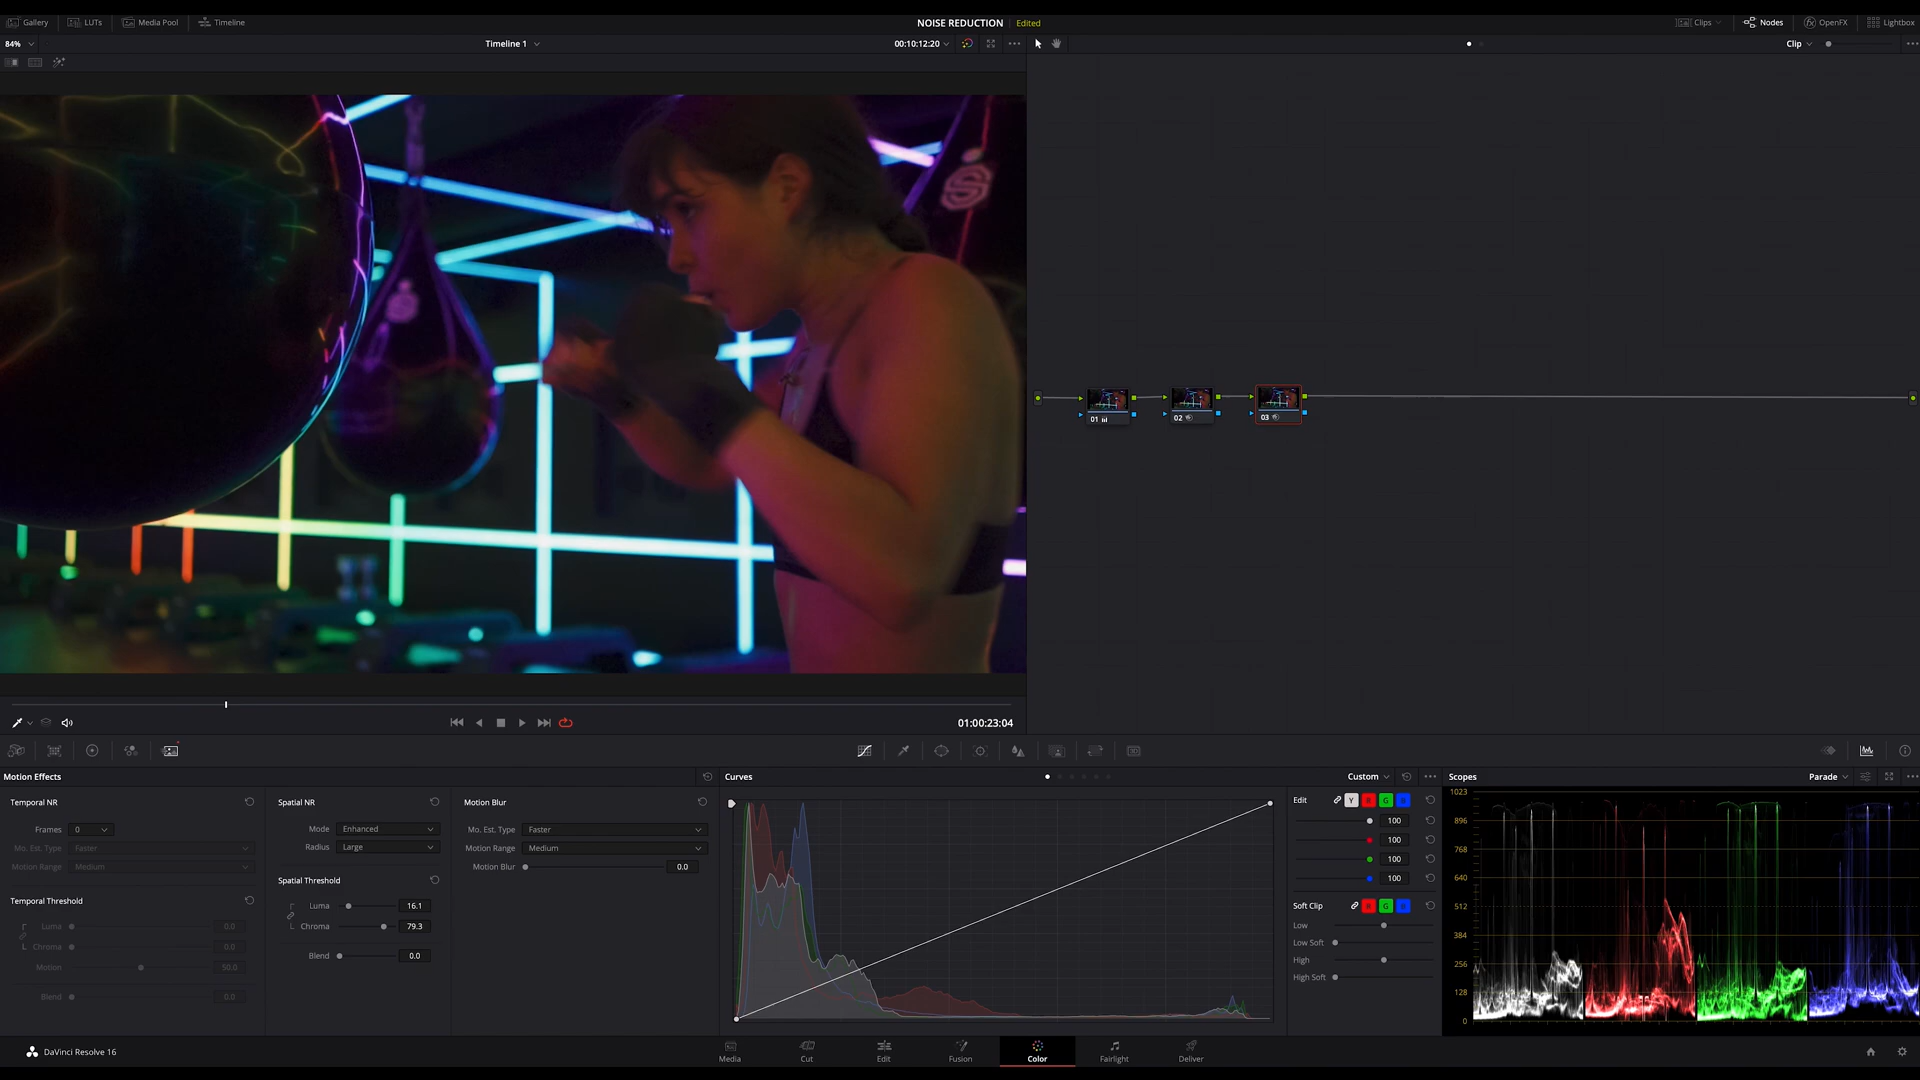 Gallery LUTs Media Pool Timeline NOISE REDUCTION Edited Clips Nodes OpenFX Lightbox
84% Timeline 1 00:10:12:20 Clip
01 02 03
01:00:23:04
Motion Effects Curves Custom Scopes Parade
Temporal NR Spatial NR Motion Blur
Frames 0 Mode Enhanced Mo. Est. Type Faster
Mo. Est. Type Faster Radius Large Motion Range Medium
Motion Range Medium Motion Blur 0.0
Spatial Threshold
Temporal Threshold Luma 16.1
Luma 0.0 Chroma 79.3
Chroma 0.0
Motion 50.0 Blend 0.0
Blend 0.0
Edit Y R G B
100
100
100
100
Soft Clip R G B
Low
Low Soft
High
High Soft
1023
896
768
640
512
384
256
128
0
DaVinci Resolve 16 Media Cut Edit Fusion Color Fairlight Deliver